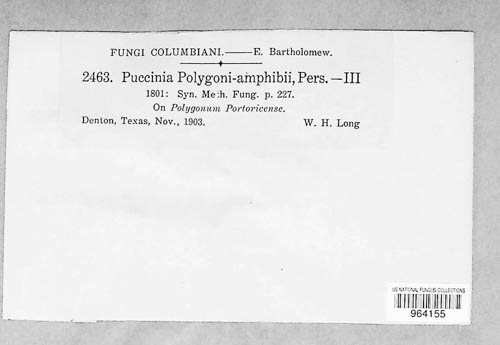 FUNGI COLUMBIANI.——E. Bartholomew.
2463. Puccinia Polygoni-amphibii, Pers. —III
1801: Syn. Meth. Fung. p. 227.
On Polygonum Portoricense.
Denton, Texas, Nov., 1903. W. H. Long
US NATIONAL FUNGUS COLLECTIONS
964155